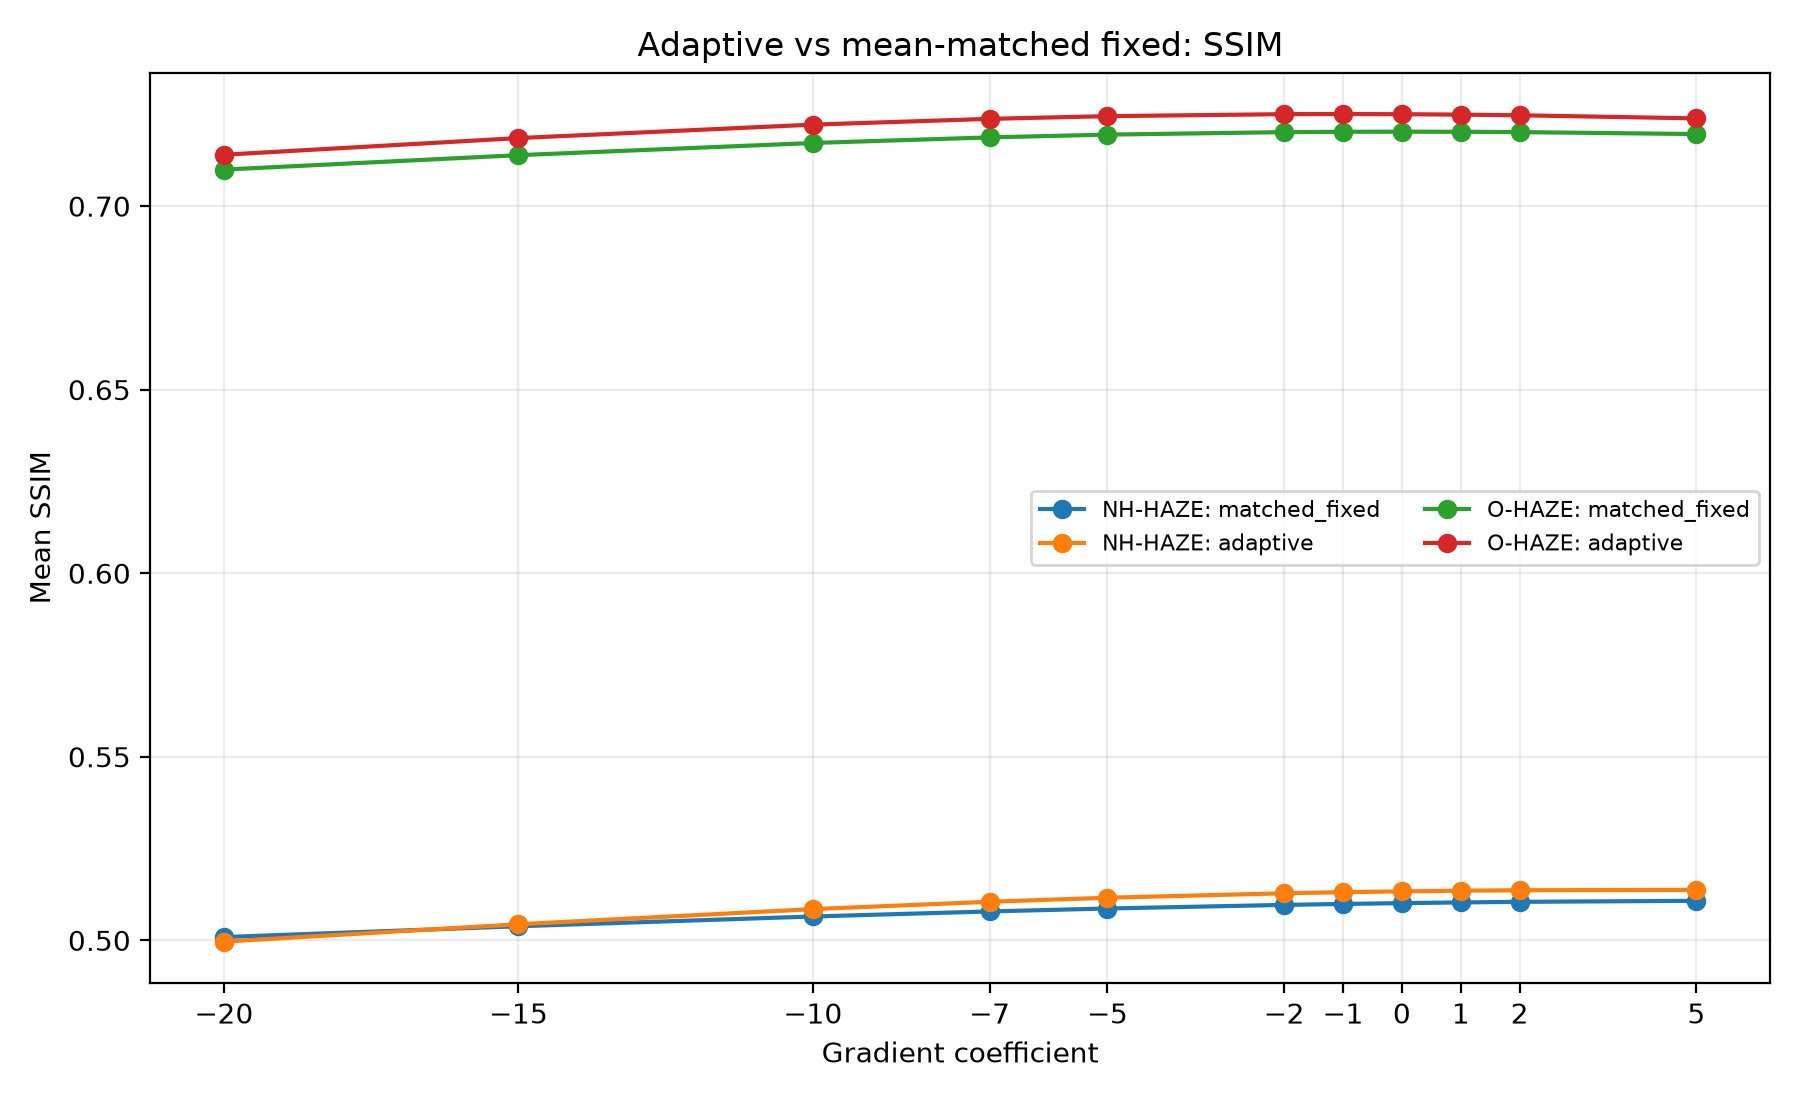 Adaptive vs mean-matched fixed: SSIM
Mean SSIM
0.70
0.65
0.60
0.55
0.50
NH-HAZE: matched_fixed
NH-HAZE: adaptive
O-HAZE: matched_fixed
O-HAZE: adaptive
−20 −15 −10 −7 −5 −2 −1 0 1 2 5
Gradient coefficient